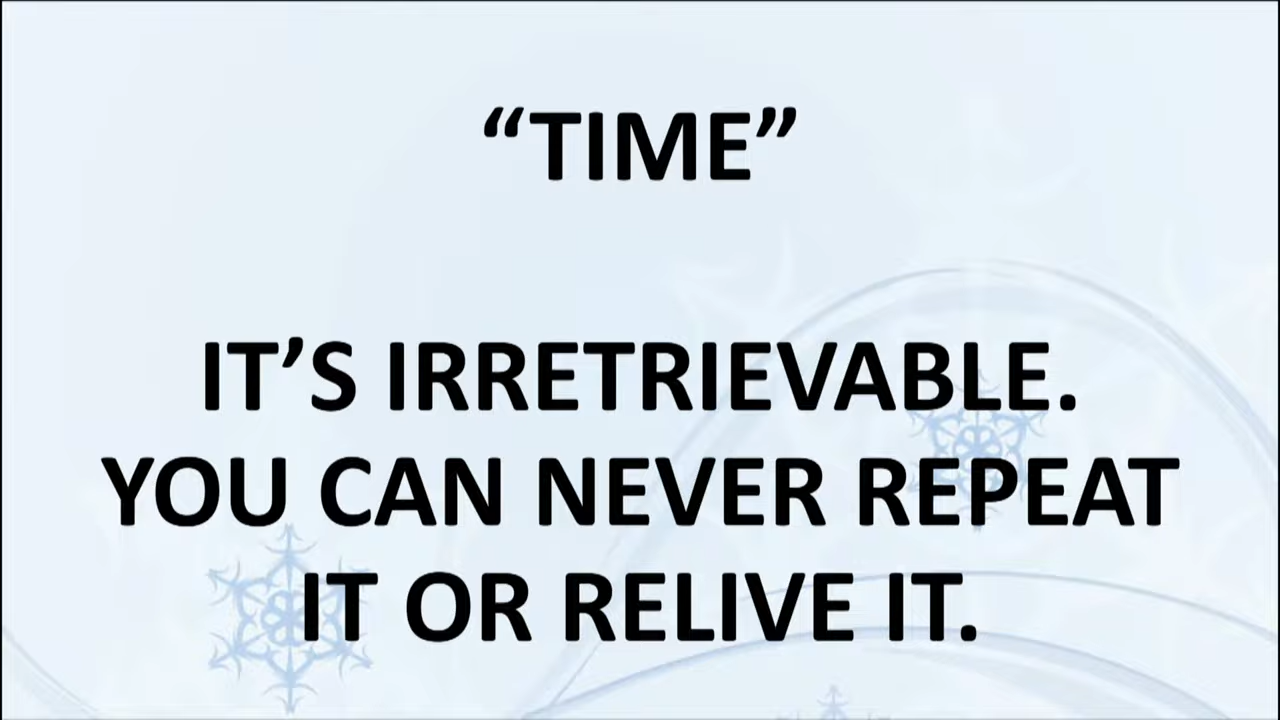 “TIME”
IT’S IRRETRIEVABLE.
YOU CAN NEVER REPEAT
IT OR RELIVE IT.